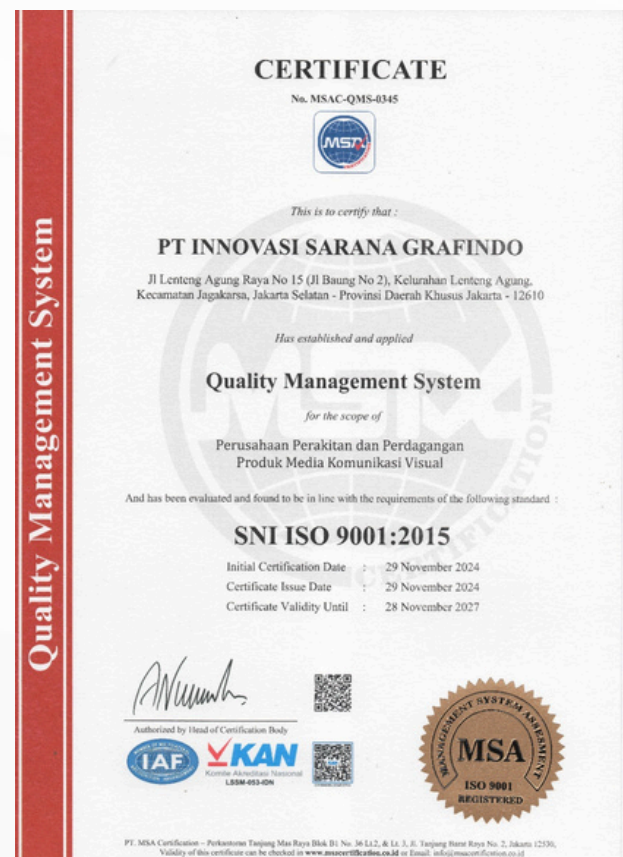 Quality Management System
CERTIFICATE
No. MSAC-QMS-0345
MSA
This is to certify that :
PT INNOVASI SARANA GRAFINDO
Jl Lenteng Agung Raya No 15 (Jl Baung No 2), Kelurahan Lenteng Agung,
Kecamatan Jagakarsa, Jakarta Selatan - Provinsi Daerah Khusus Jakarta - 12610
Has established and applied
Quality Management System
for the scope of
Perusahaan Perakitan dan Perdagangan
Produk Media Komunikasi Visual
And has been evaluated and found to be in line with the requirements of the following standard :
SNI ISO 9001:2015
Initial Certification Date : 29 November 2024
Certificate Issue Date : 29 November 2024
Certificate Validity Until : 28 November 2027
Authorized by Head of Certification Body
IAF
KAN
Komite Akreditasi Nasional
LSSM-053-IDN
MANAGEMENT SYSTEM ASSESMENT
MSA
ISO 9001
REGISTERED
PT. MSA Certification – Perkantoran Tanjung Mas Raya Blok B1 No. 36 Lt.2, & Lt. 3, Jl. Tanjung Barat Raya No. 2, Jakarta 12530,
Validity of this certificate can be checked in www.msacertification.co.id or Email: info@msacertification.co.id